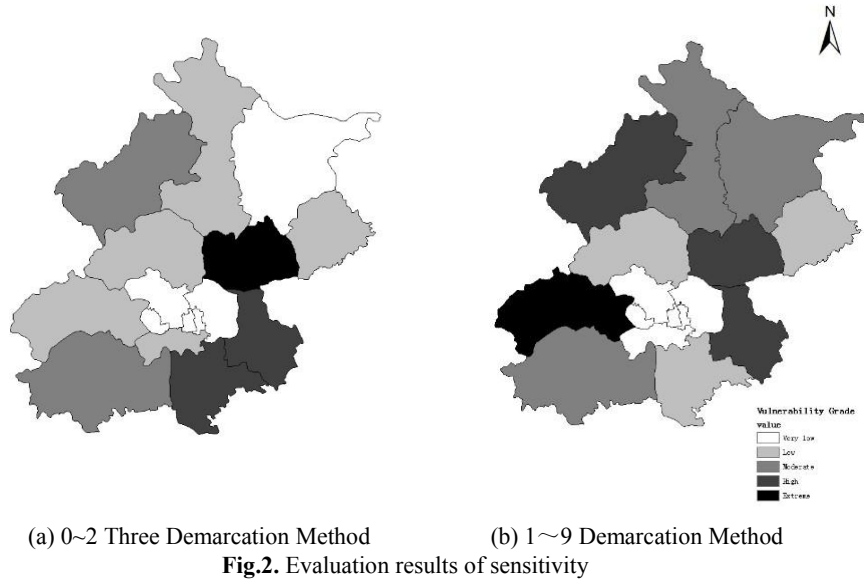 N
Vulnerability Grade
value
Very low
Low
Moderate
High
Extreme
(a) 0~2 Three Demarcation Method
(b) 1～9 Demarcation Method
Fig.2. Evaluation results of sensitivity